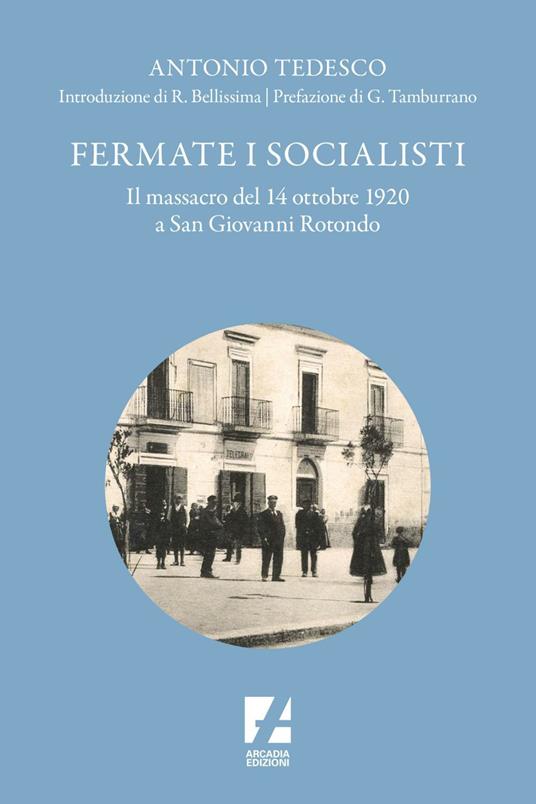 ANTONIO TEDESCO
Introduzione di R. Bellissima | Prefazione di G. Tamburrano
FERMATE I SOCIALISTI
Il massacro del 14 ottobre 1920
a San Giovanni Rotondo
TELEGRAFO
ARCADIA
EDIZIONI